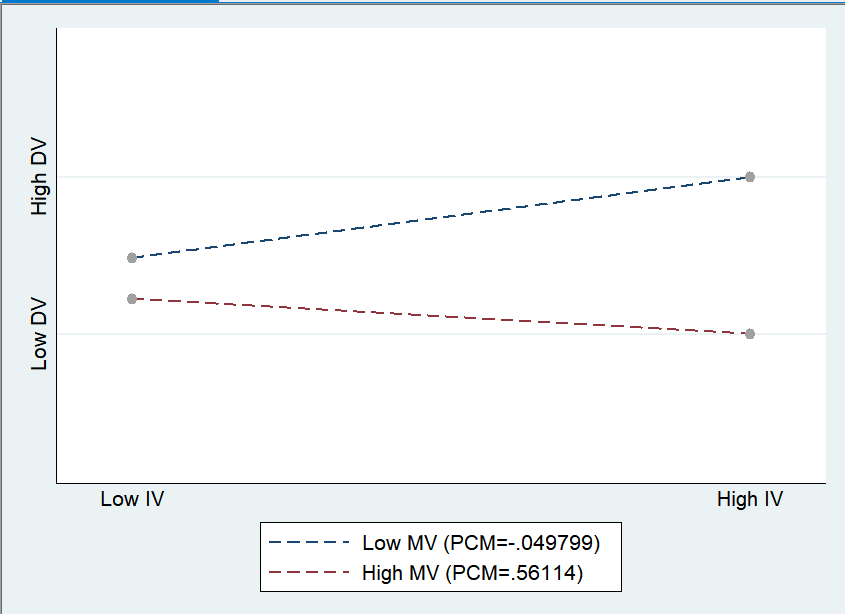 High DV
Low DV
Low IV
High IV
Low MV (PCM=-.049799)
High MV (PCM=.56114)